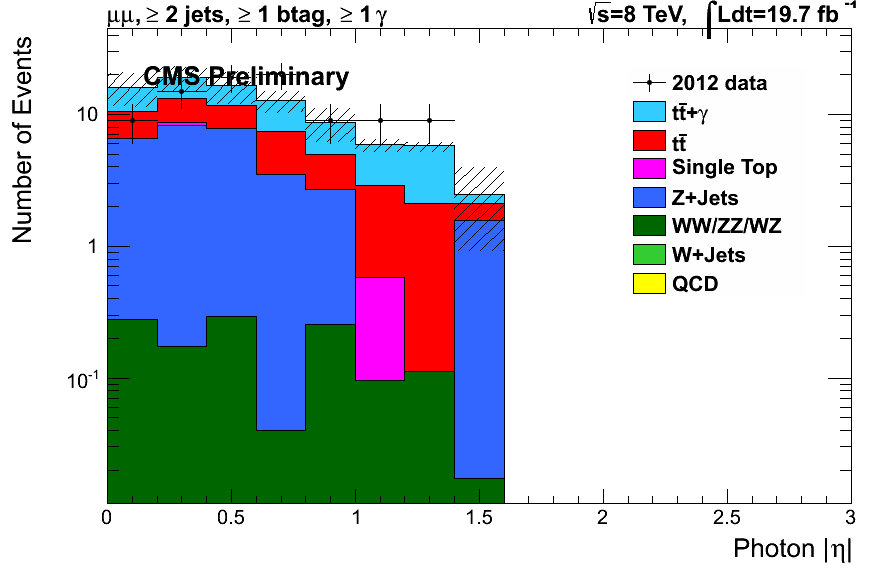 μμ, ≥ 2 jets, ≥ 1 btag, ≥ 1 γ
√s=8 TeV, ∫Ldt=19.7 fb⁻¹
CMS Preliminary
Number of Events
10
1
10⁻¹
2012 data
tt̄+γ
tt̄
Single Top
Z+Jets
WW/ZZ/WZ
W+Jets
QCD
0 0.5 1 1.5 2 2.5 3
Photon |η|